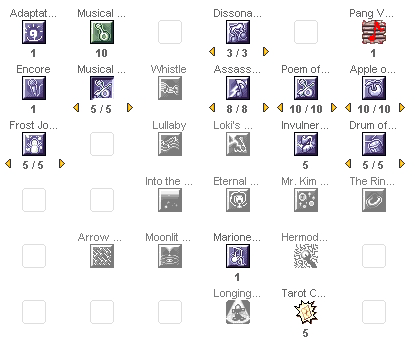 Adaptat... Musical ... Dissona... Pang V...
1 10 3 / 3 1
Encore Musical ... Whistle Assass... Poem of... Apple o...
1 5 / 5 8 / 8 10 / 10 10 / 10
Frost Jo... Lullaby Loki's ... Invulner... Drum of...
5 / 5 5 5 / 5
Into the ... Eternal ... Mr. Kim ... The Rin...
Arrow ... Moonlit ... Marione... Hermod...
1
Longing... Tarot C...
5